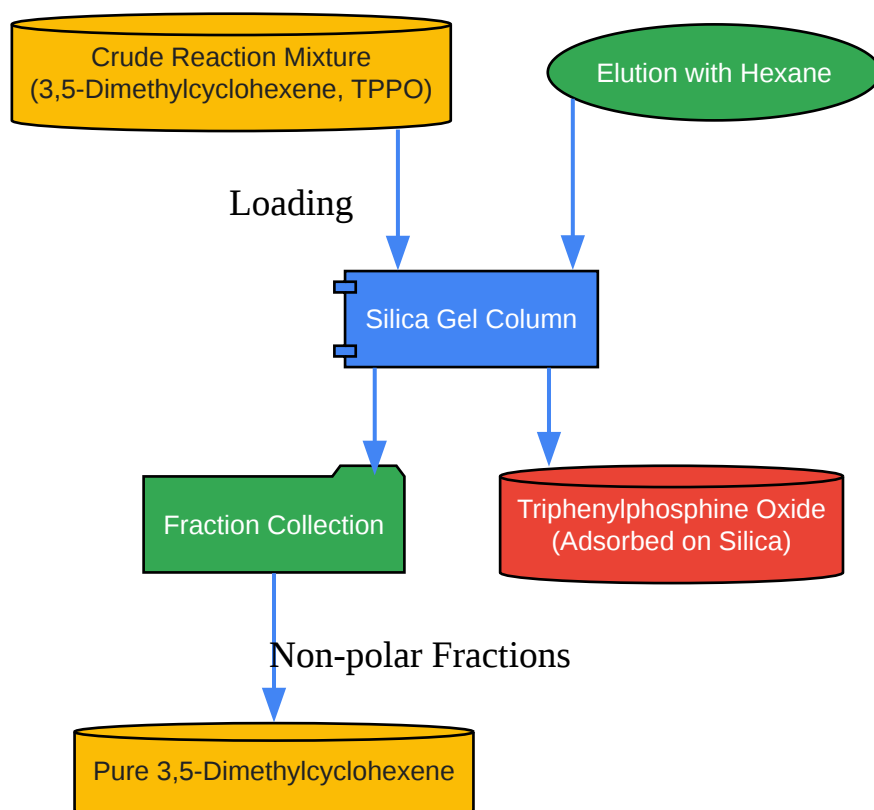 Crude Reaction Mixture
(3,5-Dimethylcyclohexene, TPPO)
Elution with Hexane
Loading
Silica Gel Column
Fraction Collection
Triphenylphosphine Oxide
(Adsorbed on Silica)
Non-polar Fractions
Pure 3,5-Dimethylcyclohexene